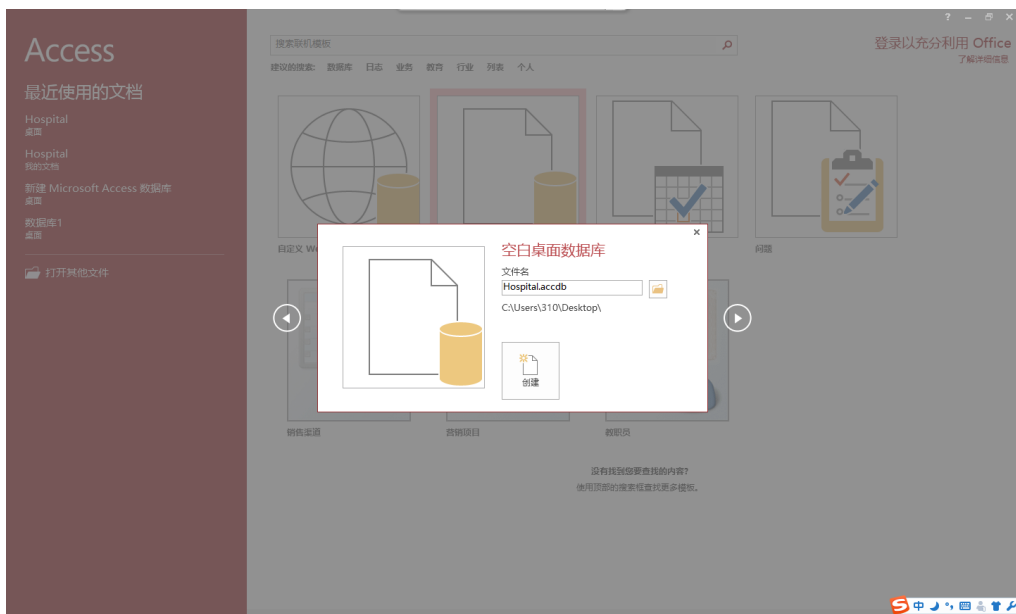 ? – ×
Access
搜索联机模板
登录以充分利用 Office
了解详细信息
建议的搜索: 数据库 日志 业务 教育 行业 列表 个人
最近使用的文档
Hospital
桌面
Hospital
我的文档
新建 Microsoft Access 数据库
桌面
数据库1
桌面
打开其他文件
自定义 We
问题
×
空白桌面数据库
文件名
Hospital.accdb
C:\Users\310\Desktop\
创建
销售渠道
营销项目
教职员
没有找到您要查找的内容?
使用顶部的搜索框查找更多模板。
S 中